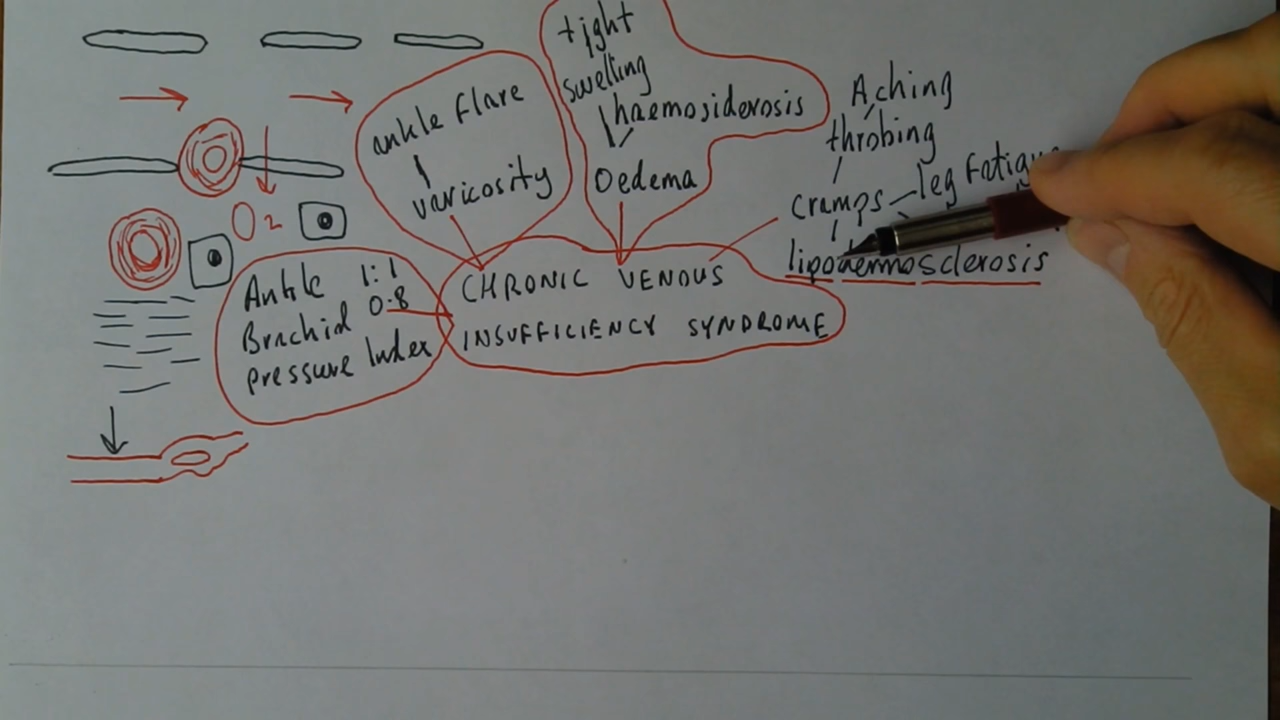 tight
swelling
haemosiderosis
Oedema
ankle flare
varicosity
Aching
throbing
cramps
leg
lipodermosclerosis
O2
Ankle 1:1
Brachial 0.8
pressure Index
CHRONIC VENOUS
INSUFFICIENCY SYNDROME